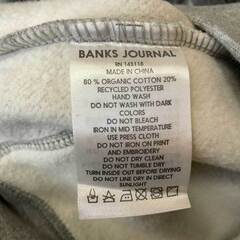 BANKS JOURNAL
RN 145118
MADE IN CHINA
80 % ORGANIC COTTON 20%
RECYCLED POLYESTER
HAND WASH
DO NOT WASH WITH DARK
COLORS
DO NOT BLEACH
IRON IN MID TEMPERATURE
USE PRESS CLOTH
DO NOT IRON ON PRINT
AND EMBROIDERY
DO NOT DRY CLEAN
DO NOT TUMBLE DRY
TURN INSIDE OUT BEFORE DRYING
DO NOT LINE DRY IN DIRECT
SUNLIGHT